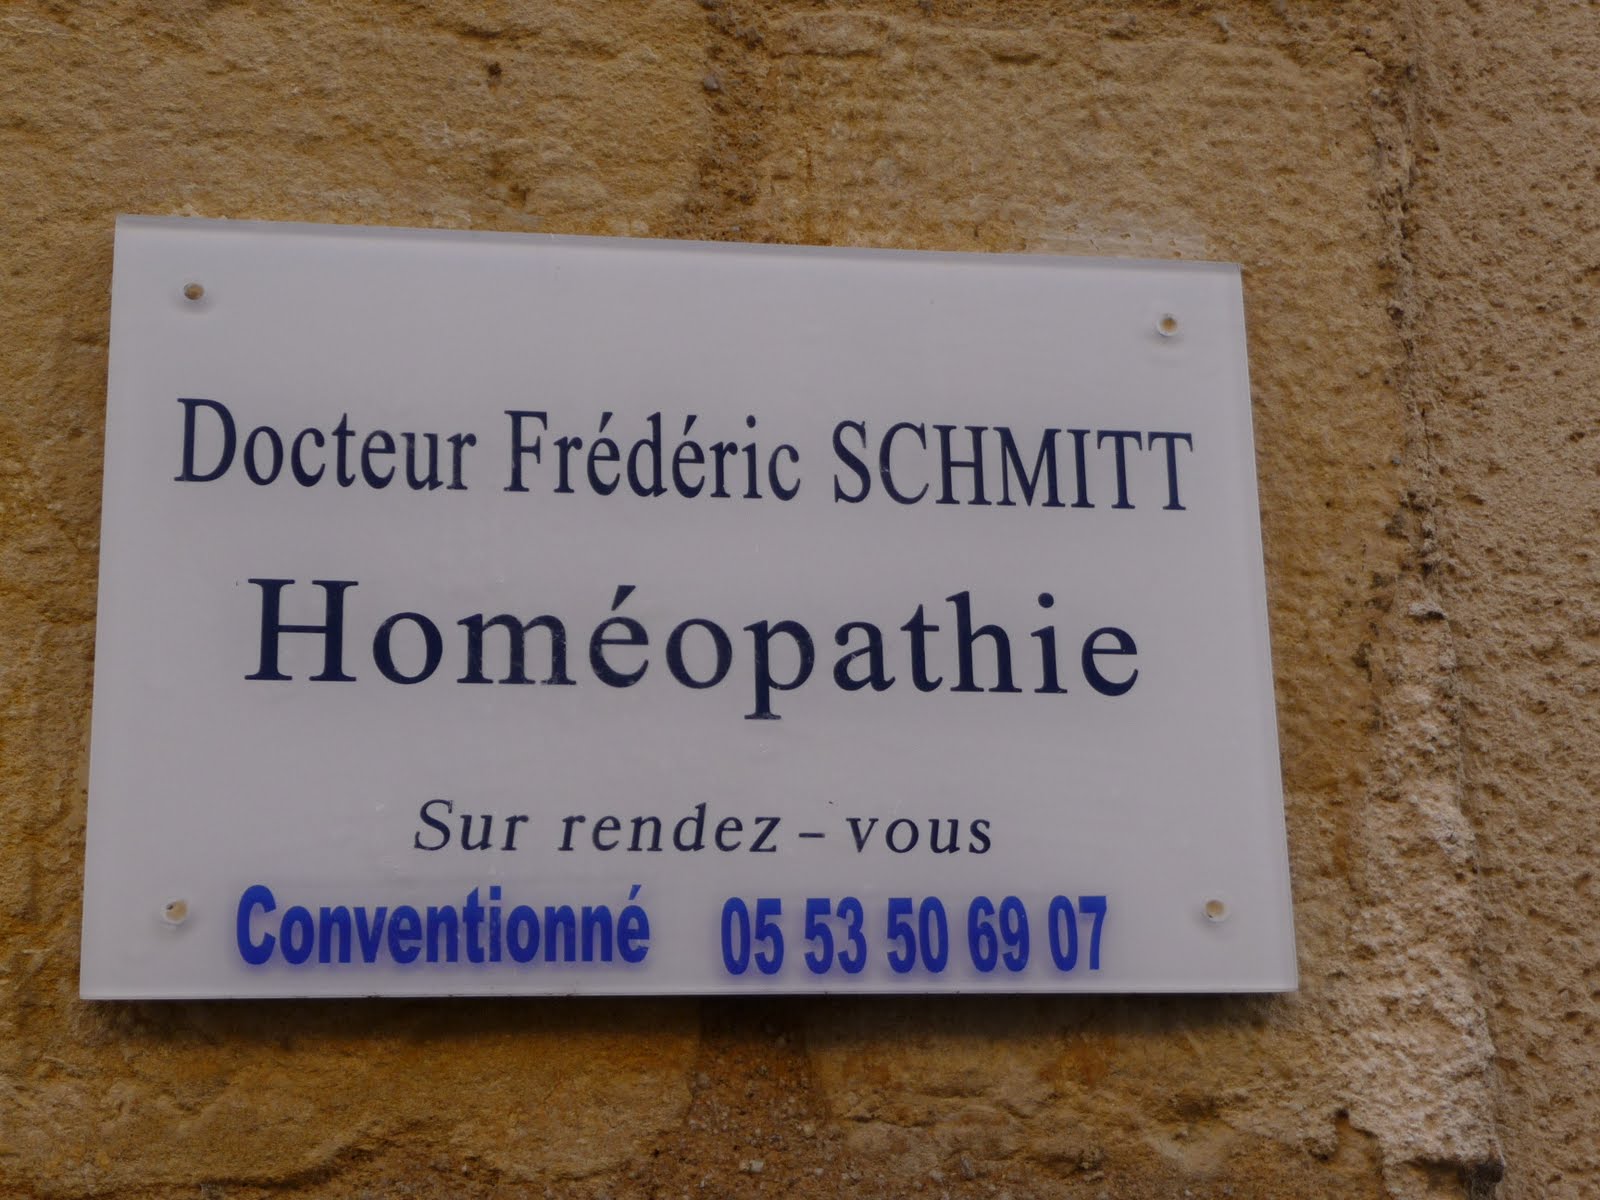 Docteur Frédéric SCHMITT
Homéopathie
Sur rendez-vous
Conventionné 05 53 50 69 07